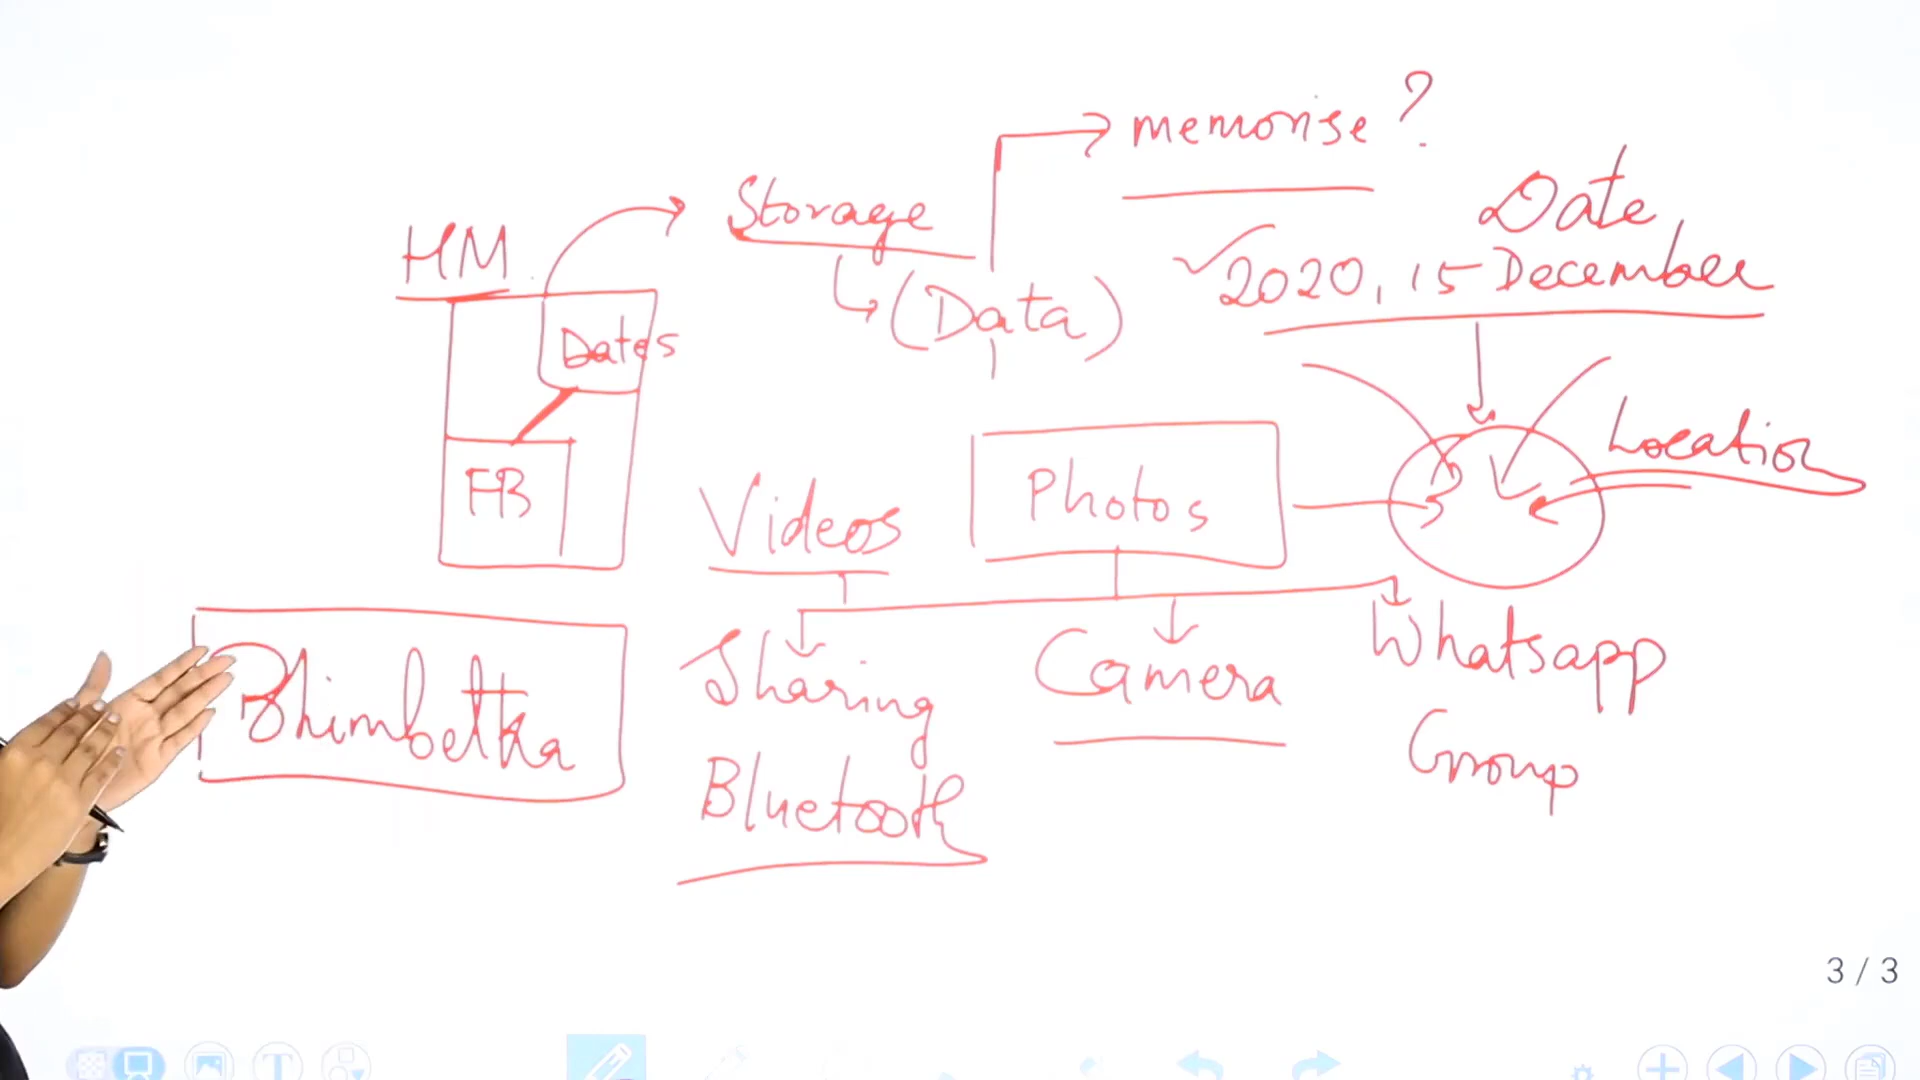 memorise?
Storage
Date
HM
(Data)
2020, 15 December
Dates
Location
FB
Videos
Photos
Bhimbetka
Sharing
Camera
Whatsapp
Bluetooth
Group
3 / 3